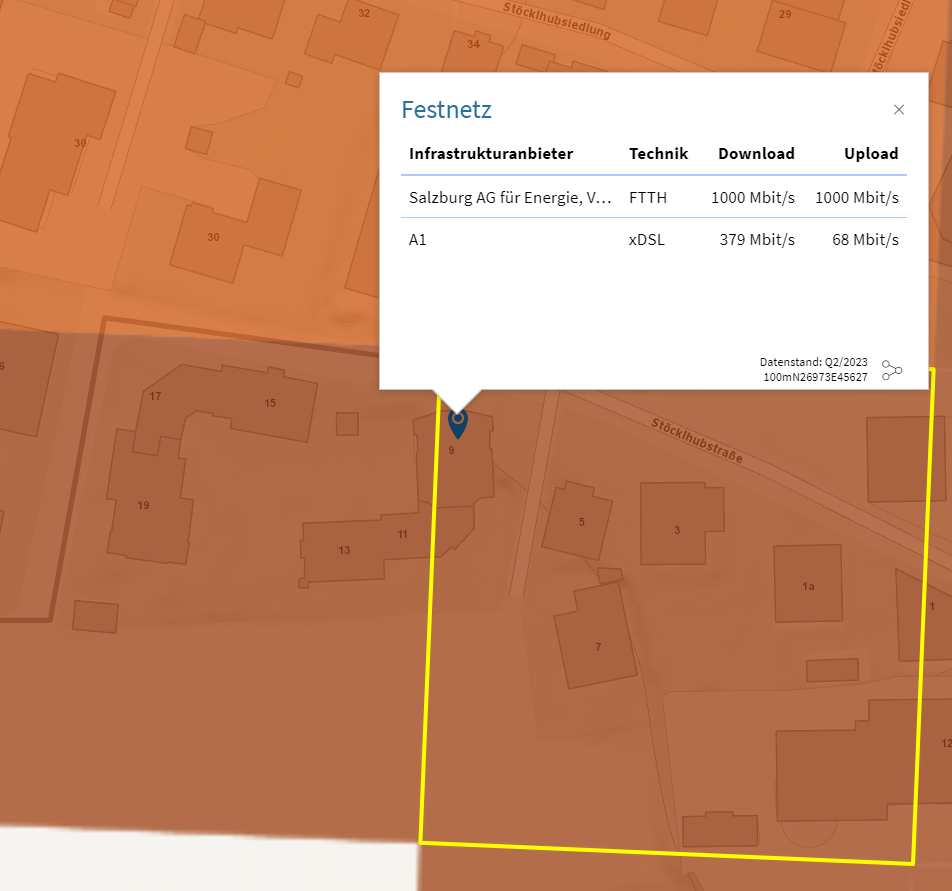 32
Stöcklhubsiedlung
29
34
30
30
Festnetz
Infrastrukturanbieter Technik Download Upload
Salzburg AG für Energie, V... FTTH 1000 Mbit/s 1000 Mbit/s
A1 xDSL 379 Mbit/s 68 Mbit/s
Datenstand: Q2/2023
100mN26973E45627
17
15
9
Stöcklhubstraße
19
13
11
5
3
1a
1
7
12